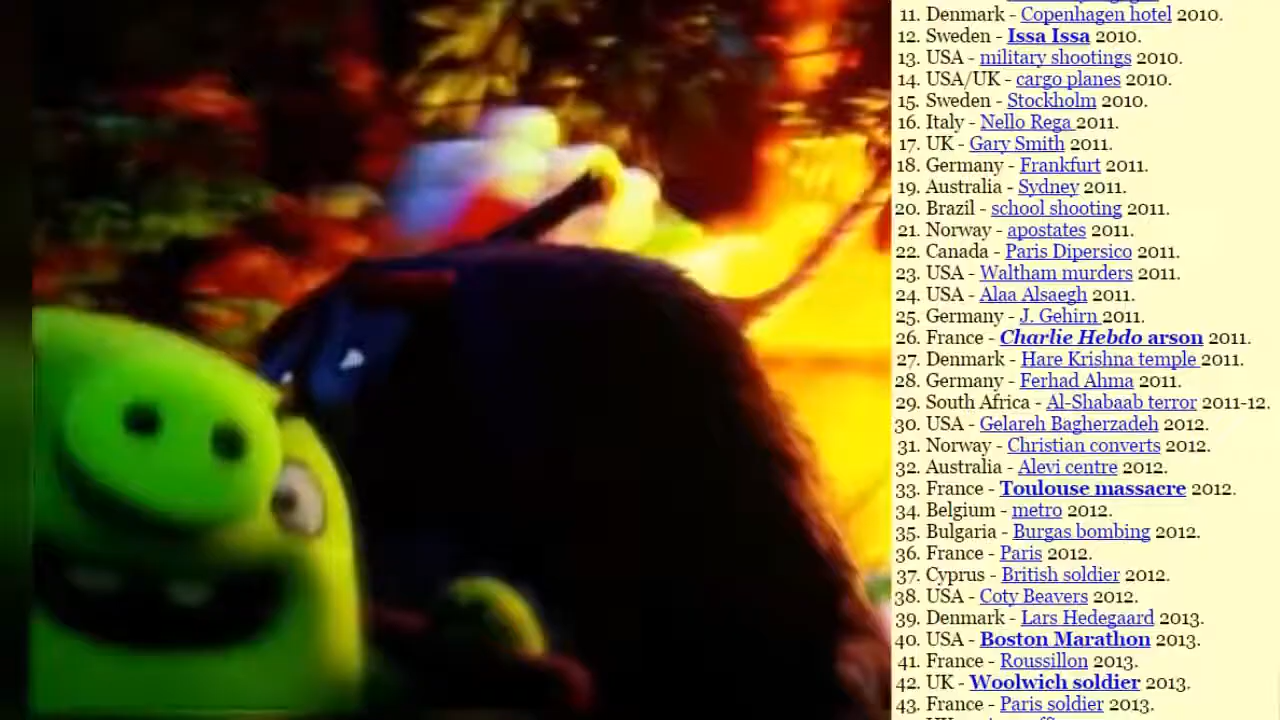 11. Denmark - Copenhagen hotel 2010.
12. Sweden - Issa Issa 2010.
13. USA - military shootings 2010.
14. USA/UK - cargo planes 2010.
15. Sweden - Stockholm 2010.
16. Italy - Nello Rega 2011.
17. UK - Gary Smith 2011.
18. Germany - Frankfurt 2011.
19. Australia - Sydney 2011.
20. Brazil - school shooting 2011.
21. Norway - apostates 2011.
22. Canada - Paris Dipersico 2011.
23. USA - Waltham murders 2011.
24. USA - Alaa Alsaegh 2011.
25. Germany - J. Gehirn 2011.
26. France - Charlie Hebdo arson 2011.
27. Denmark - Hare Krishna temple 2011.
28. Germany - Ferhad Ahma 2011.
29. South Africa - Al-Shabaab terror 2011-12.
30. USA - Gelareh Bagherzadeh 2012.
31. Norway - Christian converts 2012.
32. Australia - Alevi centre 2012.
33. France - Toulouse massacre 2012.
34. Belgium - metro 2012.
35. Bulgaria - Burgas bombing 2012.
36. France - Paris 2012.
37. Cyprus - British soldier 2012.
38. USA - Coty Beavers 2012.
39. Denmark - Lars Hedegaard 2013.
40. USA - Boston Marathon 2013.
41. France - Roussillon 2013.
42. UK - Woolwich soldier 2013.
43. France - Paris soldier 2013.